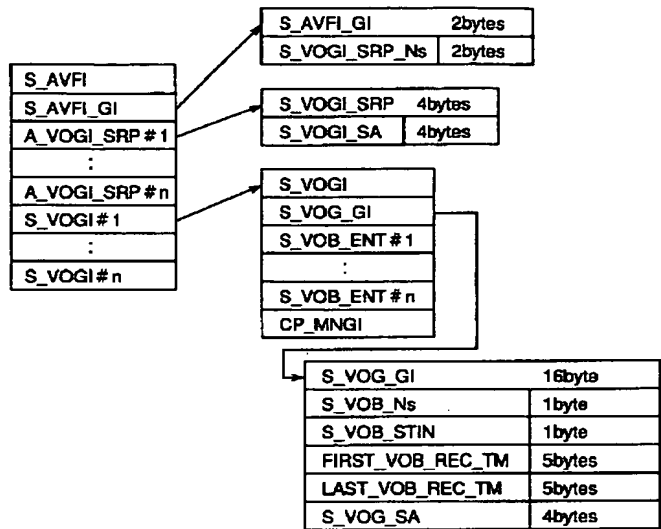 S_AVFI_GI 2bytes
S_VOGI_SRP_Ns 2bytes
S_AVFI
S_AVFI_GI
A_VOGI_SRP#1
:
A_VOGI_SRP#n
S_VOGI#1
:
S_VOGI#n
S_VOGI_SRP 4bytes
S_VOGI_SA 4bytes
S_VOGI
S_VOG_GI
S_VOB_ENT#1
:
S_VOB_ENT#n
CP_MNGI
S_VOG_GI 16byte
S_VOB_Ns 1byte
S_VOB_STIN 1byte
FIRST_VOB_REC_TM 5bytes
LAST_VOB_REC_TM 5bytes
S_VOG_SA 4bytes